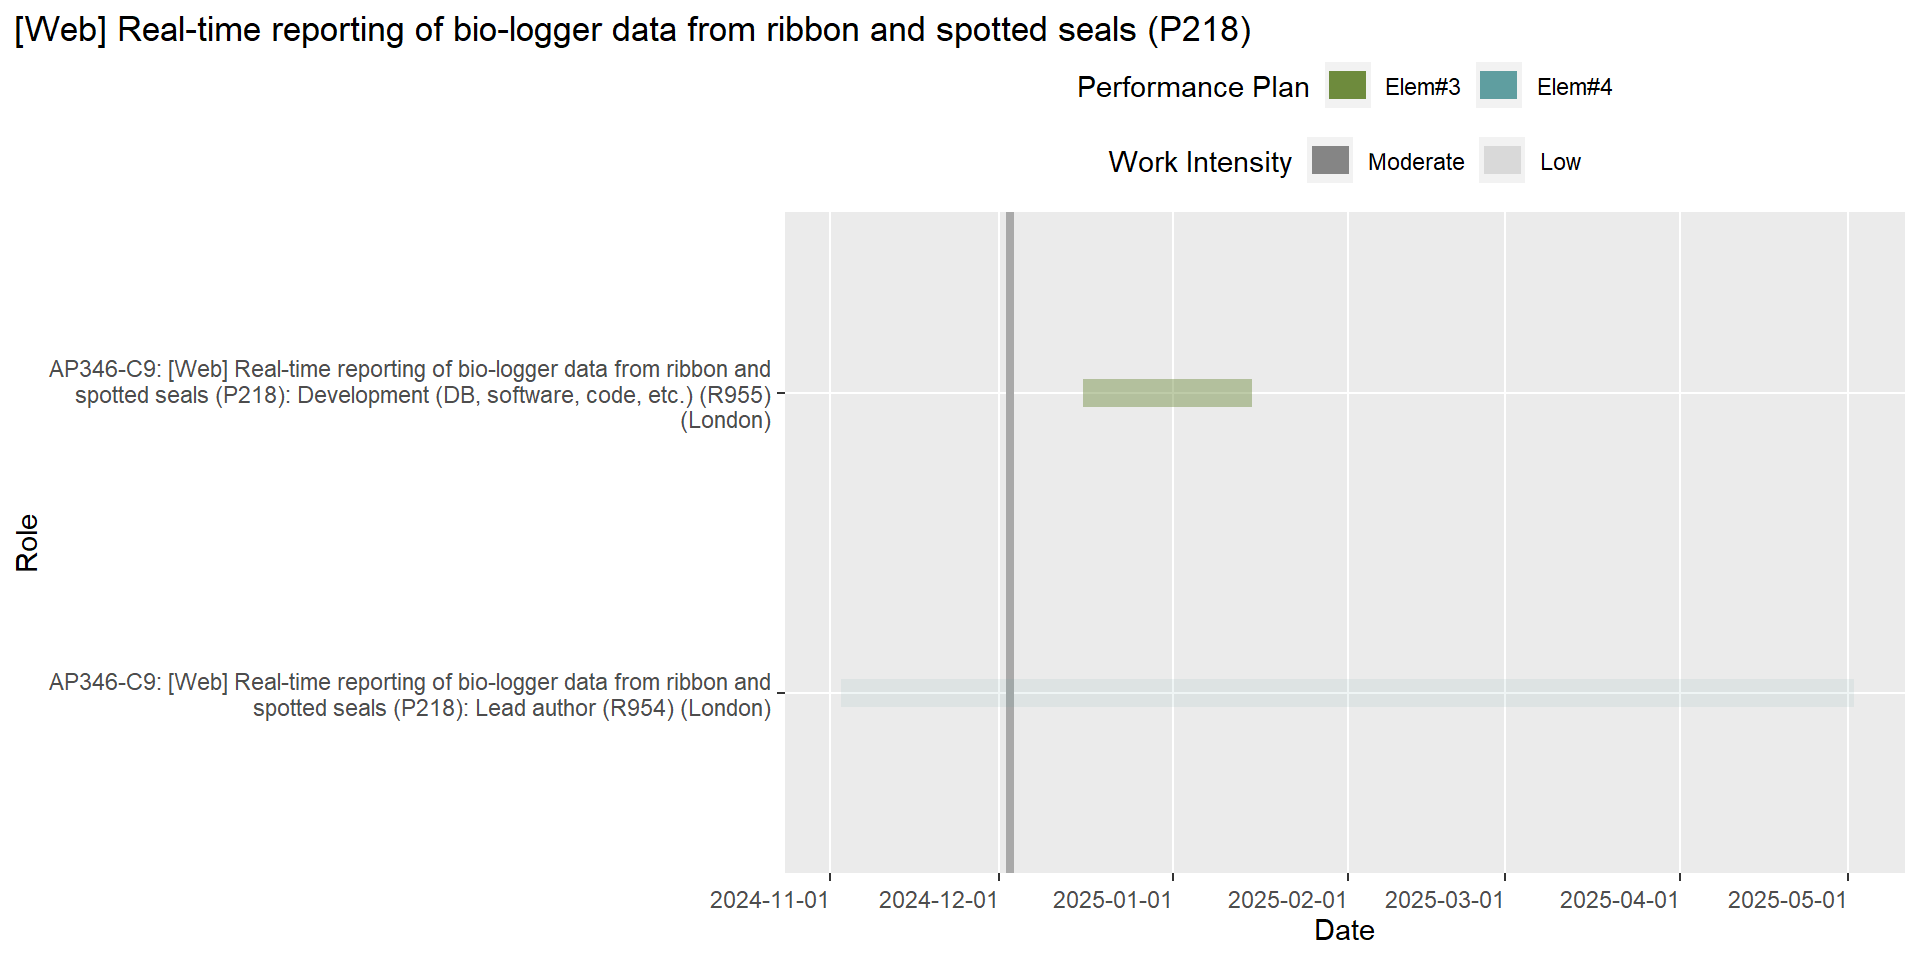 [Web] Real-time reporting of bio-logger data from ribbon and spotted seals (P218)
Performance Plan Elem#3 Elem#4
Work Intensity Moderate Low
AP346-C9: [Web] Real-time reporting of bio-logger data from ribbon and
spotted seals (P218): Development (DB, software, code, etc.) (R955)
(London)
Role
AP346-C9: [Web] Real-time reporting of bio-logger data from ribbon and
spotted seals (P218): Lead author (R954) (London)
2024-11-01 2024-12-01 2025-01-01 2025-02-01 2025-03-01 2025-04-01 2025-05-01
Date